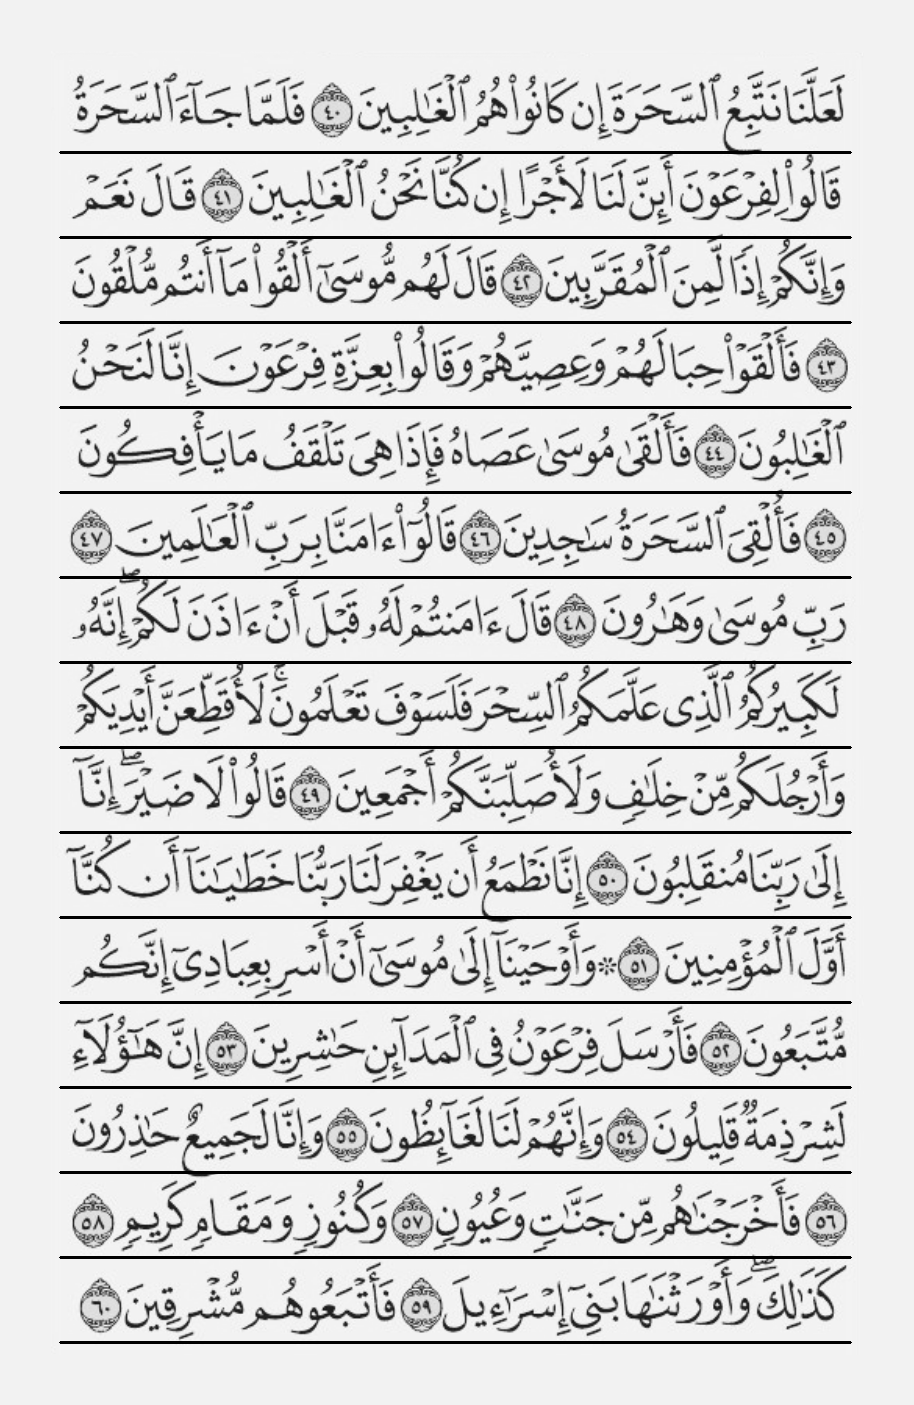 لَعَلَّنَا نَتَّبِعُ ٱلسَّحَرَةَ إِن كَانُوا۟ هُمُ ٱلْغَـٰلِبِينَ ٤٠ فَلَمَّا جَآءَ ٱلسَّحَرَةُ
قَالُوا۟ لِفِرْعَوْنَ أَئِنَّ لَنَا لَأَجْرًا إِن كُنَّا نَحْنُ ٱلْغَـٰلِبِينَ ٤١ قَالَ نَعَمْ
وَإِنَّكُمْ إِذًا لَّمِنَ ٱلْمُقَرَّبِينَ ٤٢ قَالَ لَهُم مُّوسَىٰٓ أَلْقُوا۟ مَآ أَنتُم مُّلْقُونَ
٤٣ فَأَلْقَوْا۟ حِبَالَهُمْ وَعِصِيَّهُمْ وَقَالُوا۟ بِعِزَّةِ فِرْعَوْنَ إِنَّا لَنَحْنُ
ٱلْغَـٰلِبُونَ ٤٤ فَأَلْقَىٰ مُوسَىٰ عَصَاهُ فَإِذَا هِىَ تَلْقَفُ مَا يَأْفِكُونَ
٤٥ فَأُلْقِىَ ٱلسَّحَرَةُ سَـٰجِدِينَ ٤٦ قَالُوٓا۟ ءَامَنَّا بِرَبِّ ٱلْعَـٰلَمِينَ ٤٧
رَبِّ مُوسَىٰ وَهَـٰرُونَ ٤٨ قَالَ ءَامَنتُمْ لَهُۥ قَبْلَ أَنْ ءَاذَنَ لَكُمْ ۖ إِنَّهُۥ
لَكَبِيرُكُمُ ٱلَّذِى عَلَّمَكُمُ ٱلسِّحْرَ فَلَسَوْفَ تَعْلَمُونَ ۚ لَأُقَطِّعَنَّ أَيْدِيَكُمْ
وَأَرْجُلَكُم مِّنْ خِلَـٰفٍ وَلَأُصَلِّبَنَّكُمْ أَجْمَعِينَ ٤٩ قَالُوا۟ لَا ضَيْرَ ۖ إِنَّآ
إِلَىٰ رَبِّنَا مُنقَلِبُونَ ٥٠ إِنَّا نَطْمَعُ أَن يَغْفِرَ لَنَا رَبُّنَا خَطَـٰيَـٰنَآ أَن كُنَّآ
أَوَّلَ ٱلْمُؤْمِنِينَ ٥١ ۞ وَأَوْحَيْنَآ إِلَىٰ مُوسَىٰٓ أَنْ أَسْرِ بِعِبَادِىٓ إِنَّكُم
مُّتَّبَعُونَ ٥٢ فَأَرْسَلَ فِرْعَوْنُ فِى ٱلْمَدَآئِنِ حَـٰشِرِينَ ٥٣ إِنَّ هَـٰٓؤُلَآءِ
لَشِرْذِمَةٌ قَلِيلُونَ ٥٤ وَإِنَّهُمْ لَنَا لَغَآئِظُونَ ٥٥ وَإِنَّا لَجَمِيعٌ حَـٰذِرُونَ
٥٦ فَأَخْرَجْنَـٰهُم مِّن جَنَّـٰتٍ وَعُيُونٍ ٥٧ وَكُنُوزٍ وَمَقَامٍ كَرِيمٍ ٥٨
كَذَٰلِكَ ۖ وَأَوْرَثْنَـٰهَا بَنِىٓ إِسْرَٰٓءِيلَ ٥٩ فَأَتْبَعُوهُم مُّشْرِقِينَ ٦٠